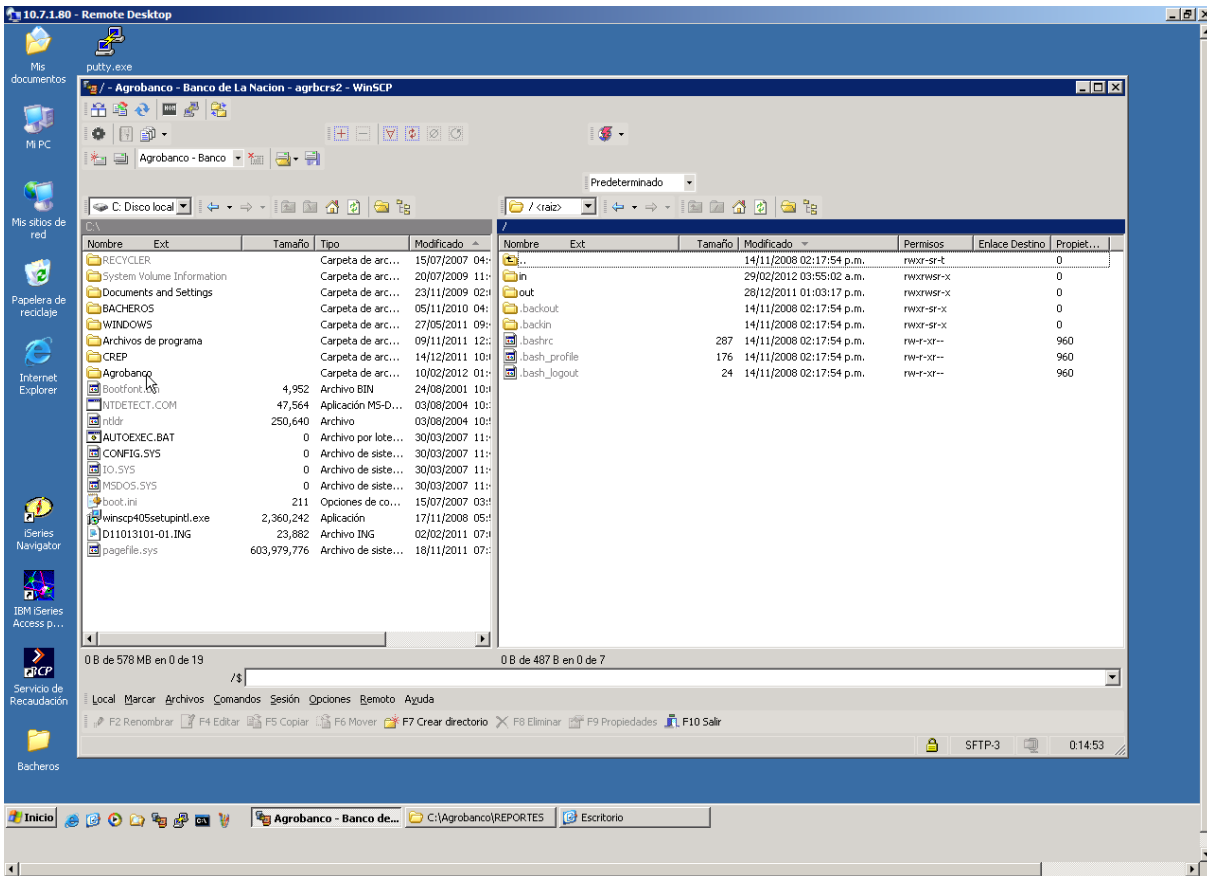 10.7.1.80 - Remote Desktop
Mis documentos
putty.exe
Mi PC
Mis sitios de red
Papelera de reciclaje
Internet Explorer
iSeries Navigator
IBM iSeries Access p...
BCP
Servicio de Recaudación
Bacheros
/ - Agrobanco - Banco de La Nacion - agrbcrs2 - WinSCP
Agrobanco - Banco
Predeterminado
C: Disco local
/ <raiz>
C:\
/
Nombre Ext Tamaño Tipo Modificado
RECYCLER Carpeta de arc... 15/07/2007 04:
System Volume Information Carpeta de arc... 20/07/2009 11:
Documents and Settings Carpeta de arc... 23/11/2009 02:
BACHEROS Carpeta de arc... 05/11/2010 04:
WINDOWS Carpeta de arc... 27/05/2011 09:
Archivos de programa Carpeta de arc... 09/11/2011 12:
CREP Carpeta de arc... 14/12/2011 10:
Agrobanco Carpeta de arc... 10/02/2012 01:
Bootfont. 4,952 Archivo BIN 24/08/2001 10:
NTDETECT.COM 47,564 Aplicación MS-D... 03/08/2004 10:
ntldr 250,640 Archivo 03/08/2004 10:
AUTOEXEC.BAT 0 Archivo por lote... 30/03/2007 11:
CONFIG.SYS 0 Archivo de siste... 30/03/2007 11:
IO.SYS 0 Archivo de siste... 30/03/2007 11:
MSDOS.SYS 0 Archivo de siste... 30/03/2007 11:
boot.ini 211 Opciones de co... 15/07/2007 03:
winscp405setupintl.exe 2,360,242 Aplicación 17/11/2008 05:
D11013101-01.ING 23,882 Archivo ING 02/02/2011 07:
pagefile.sys 603,979,776 Archivo de siste... 18/11/2011 07:
Nombre Ext Tamaño Modificado Permisos Enlace Destino Propiet...
.. 14/11/2008 02:17:54 p.m. rwxr-sr-t 0
in 29/02/2012 03:55:02 a.m. rwxrwsr-x 0
out 28/12/2011 01:03:17 p.m. rwxrwsr-x 0
.backout 14/11/2008 02:17:54 p.m. rwxr-sr-x 0
.backin 14/11/2008 02:17:54 p.m. rwxr-sr-x 0
.bashrc 287 14/11/2008 02:17:54 p.m. rw-r-xr-- 960
.bash_profile 176 14/11/2008 02:17:54 p.m. rw-r-xr-- 960
.bash_logout 24 14/11/2008 02:17:54 p.m. rw-r-xr-- 960
0 B de 578 MB en 0 de 19
0 B de 487 B en 0 de 7
/$
Local Marcar Archivos Comandos Sesión Opciones Remoto Ayuda
F2 Renombrar F4 Editar F5 Copiar F6 Mover F7 Crear directorio F8 Eliminar F9 Propiedades F10 Salir
SFTP-3 0:14:53
Inicio
Agrobanco - Banco de...
C:\Agrobanco\REPORTES
Escritorio